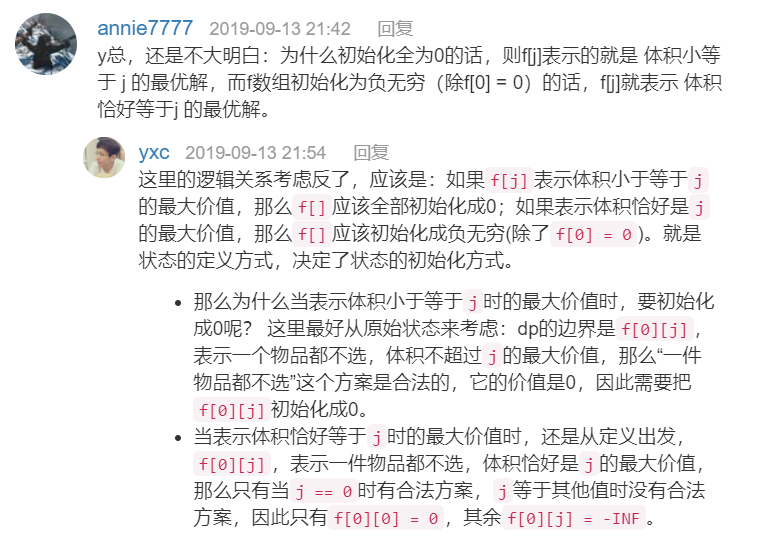 annie7777 2019-09-13 21:42 回复
y总，还是不大明白：为什么初始化全为0的话，则f[j]表示的就是 体积小等
于 j 的最优解，而f数组初始化为负无穷（除f[0] = 0）的话，f[j]就表示 体积
恰好等于j 的最优解。
yxc 2019-09-13 21:54 回复
这里的逻辑关系考虑反了，应该是：如果 f[j] 表示体积小于等于 j
的最大价值，那么 f[] 应该全部初始化成0；如果表示体积恰好是 j
的最大价值，那么 f[] 应该初始化成负无穷(除了 f[0] = 0 )。就是
状态的定义方式，决定了状态的初始化方式。
• 那么为什么当表示体积小于等于 j 时的最大价值时，要初始化
成0呢？ 这里最好从原始状态来考虑：dp的边界是 f[0][j] ，
表示一个物品都不选，体积不超过 j 的最大价值，那么“一件
物品都不选”这个方案是合法的，它的价值是0，因此需要把
f[0][j] 初始化成0。
• 当表示体积恰好等于 j 时的最大价值时，还是从定义出发，
f[0][j] ，表示一件物品都不选，体积恰好是 j 的最大价值，
那么只有当 j == 0 时有合法方案， j 等于其他值时没有合法
方案，因此只有 f[0][0] = 0 ，其余 f[0][j] = -INF 。